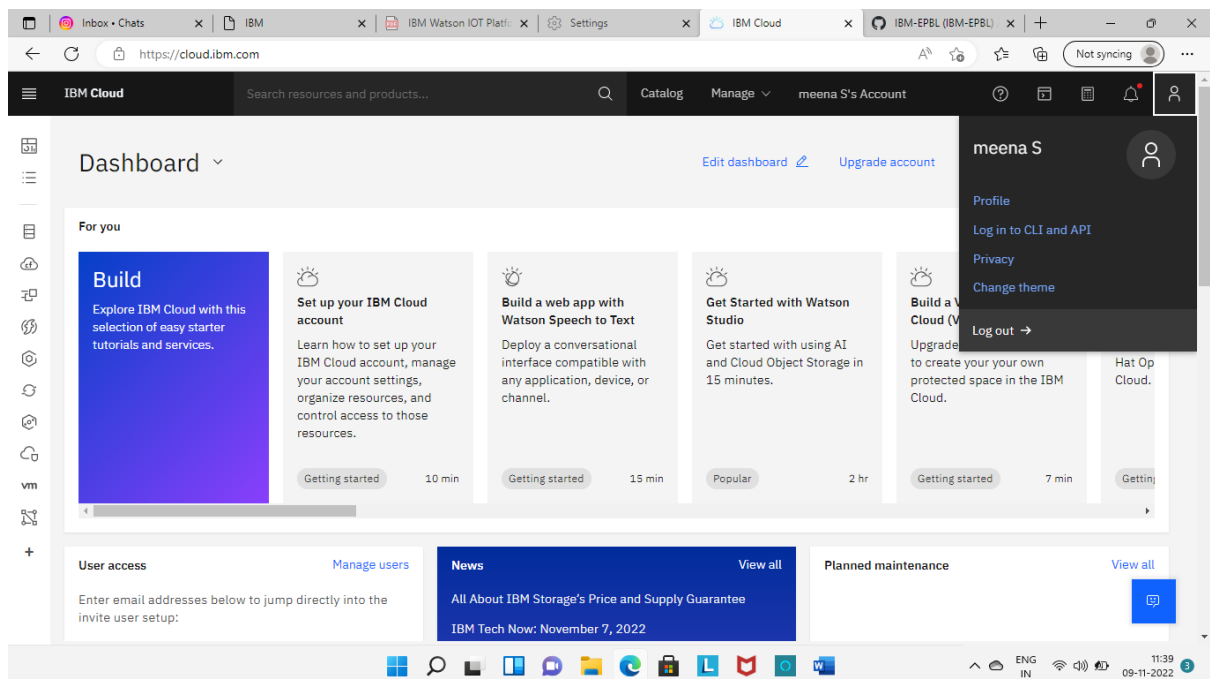 Inbox • Chats
IBM
IBM Watson IOT Platfo
Settings
IBM Cloud
IBM-EPBL (IBM-EPBL)
https://cloud.ibm.com
Not syncing
IBM Cloud
Search resources and products...
Catalog
Manage
meena S's Account
Dashboard
Edit dashboard
Upgrade account
meena S
Profile
Log in to CLI and API
Privacy
Change theme
Log out →
For you
Build
Explore IBM Cloud with this
selection of easy starter
tutorials and services.
Set up your IBM Cloud
account
Learn how to set up your
IBM Cloud account, manage
your account settings,
organize resources, and
control access to those
resources.
Getting started 10 min
Build a web app with
Watson Speech to Text
Deploy a conversational
interface compatible with
any application, device, or
channel.
Getting started 15 min
Get Started with Watson
Studio
Get started with using AI
and Cloud Object Storage in
15 minutes.
Popular 2 hr
Build a V
Cloud (V
Upgrade
to create your your own
protected space in the IBM
Cloud.
Getting started 7 min
Hat Op
Cloud.
Getting
vm
User access
Manage users
Enter email addresses below to jump directly into the
invite user setup:
News
View all
All About IBM Storage's Price and Supply Guarantee
IBM Tech Now: November 7, 2022
Planned maintenance
View all
ENG
IN
11:39
09-11-2022
3